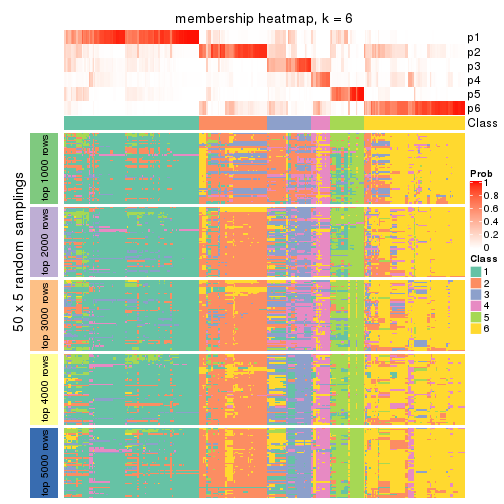 membership heatmap, k = 6
p1
p2
p3
p4
p5
p6
Class
50 x 5 random samplings
top 1000 rows
top 2000 rows
top 3000 rows
top 4000 rows
top 5000 rows
Prob
1
0.8
0.6
0.4
0.2
0
Class
1
2
3
4
5
6